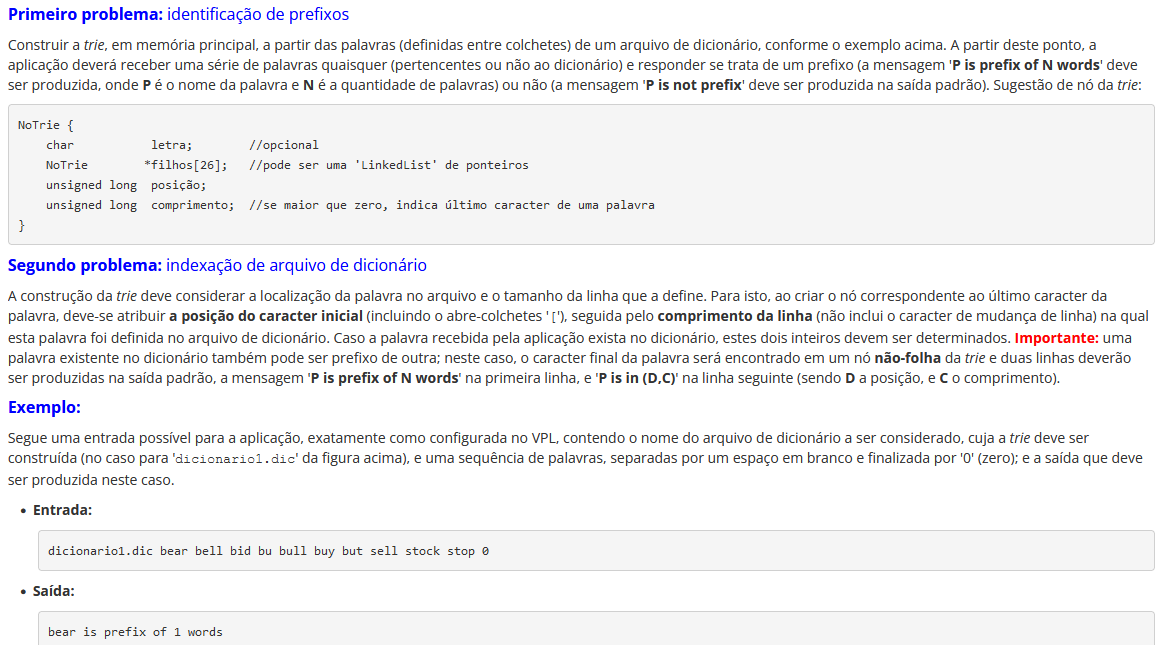 Primeiro problema: identificação de prefixos
Construir a trie, em memória principal, a partir das palavras (definidas entre colchetes) de um arquivo de dicionário, conforme o exemplo acima. A partir deste ponto, a
aplicação deverá receber uma série de palavras quaisquer (pertencentes ou não ao dicionário) e responder se trata de um prefixo (a mensagem 'P is prefix of N words' deve
ser produzida, onde P é o nome da palavra e N é a quantidade de palavras) ou não (a mensagem 'P is not prefix' deve ser produzida na saída padrão). Sugestão de nó da trie:
NoTrie {
    char           letra;        //opcional
    NoTrie        *filhos[26];   //pode ser uma 'LinkedList' de ponteiros
    unsigned long  posição;
    unsigned long  comprimento;  //se maior que zero, indica último caracter de uma palavra
}
Segundo problema: indexação de arquivo de dicionário
A construção da trie deve considerar a localização da palavra no arquivo e o tamanho da linha que a define. Para isto, ao criar o nó correspondente ao último caracter da
palavra, deve-se atribuir a posição do caracter inicial (incluindo o abre-colchetes '['), seguida pelo comprimento da linha (não inclui o caracter de mudança de linha) na qual
esta palavra foi definida no arquivo de dicionário. Caso a palavra recebida pela aplicação exista no dicionário, estes dois inteiros devem ser determinados. Importante: uma
palavra existente no dicionário também pode ser prefixo de outra; neste caso, o caracter final da palavra será encontrado em um nó não-folha da trie e duas linhas deverão
ser produzidas na saída padrão, a mensagem 'P is prefix of N words' na primeira linha, e 'P is in (D,C)' na linha seguinte (sendo D a posição, e C o comprimento).
Exemplo:
Segue uma entrada possível para a aplicação, exatamente como configurada no VPL, contendo o nome do arquivo de dicionário a ser considerado, cuja a trie deve ser
construída (no caso para 'dicionario1.dic' da figura acima), e uma sequência de palavras, separadas por um espaço em branco e finalizada por '0' (zero); e a saída que deve
ser produzida neste caso.
• Entrada:
dicionario1.dic bear bell bid bu bull buy but sell stock stop 0
• Saída:
bear is prefix of 1 words